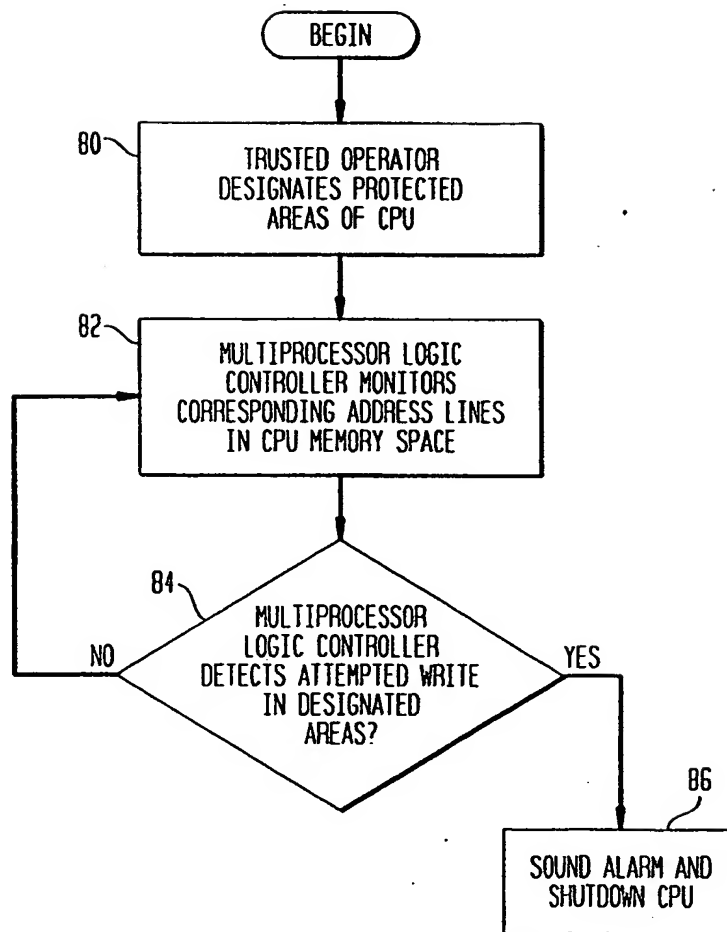 BEGIN
80
TRUSTED OPERATOR
DESIGNATES PROTECTED
AREAS OF CPU
82
MULTIPROCESSOR LOGIC
CONTROLLER MONITORS
CORRESPONDING ADDRESS LINES
IN CPU MEMORY SPACE
84
MULTIPROCESSOR
LOGIC CONTROLLER
DETECTS ATTEMPTED WRITE
IN DESIGNATED
AREAS?
NO
YES
86
SOUND ALARM AND
SHUTDOWN CPU